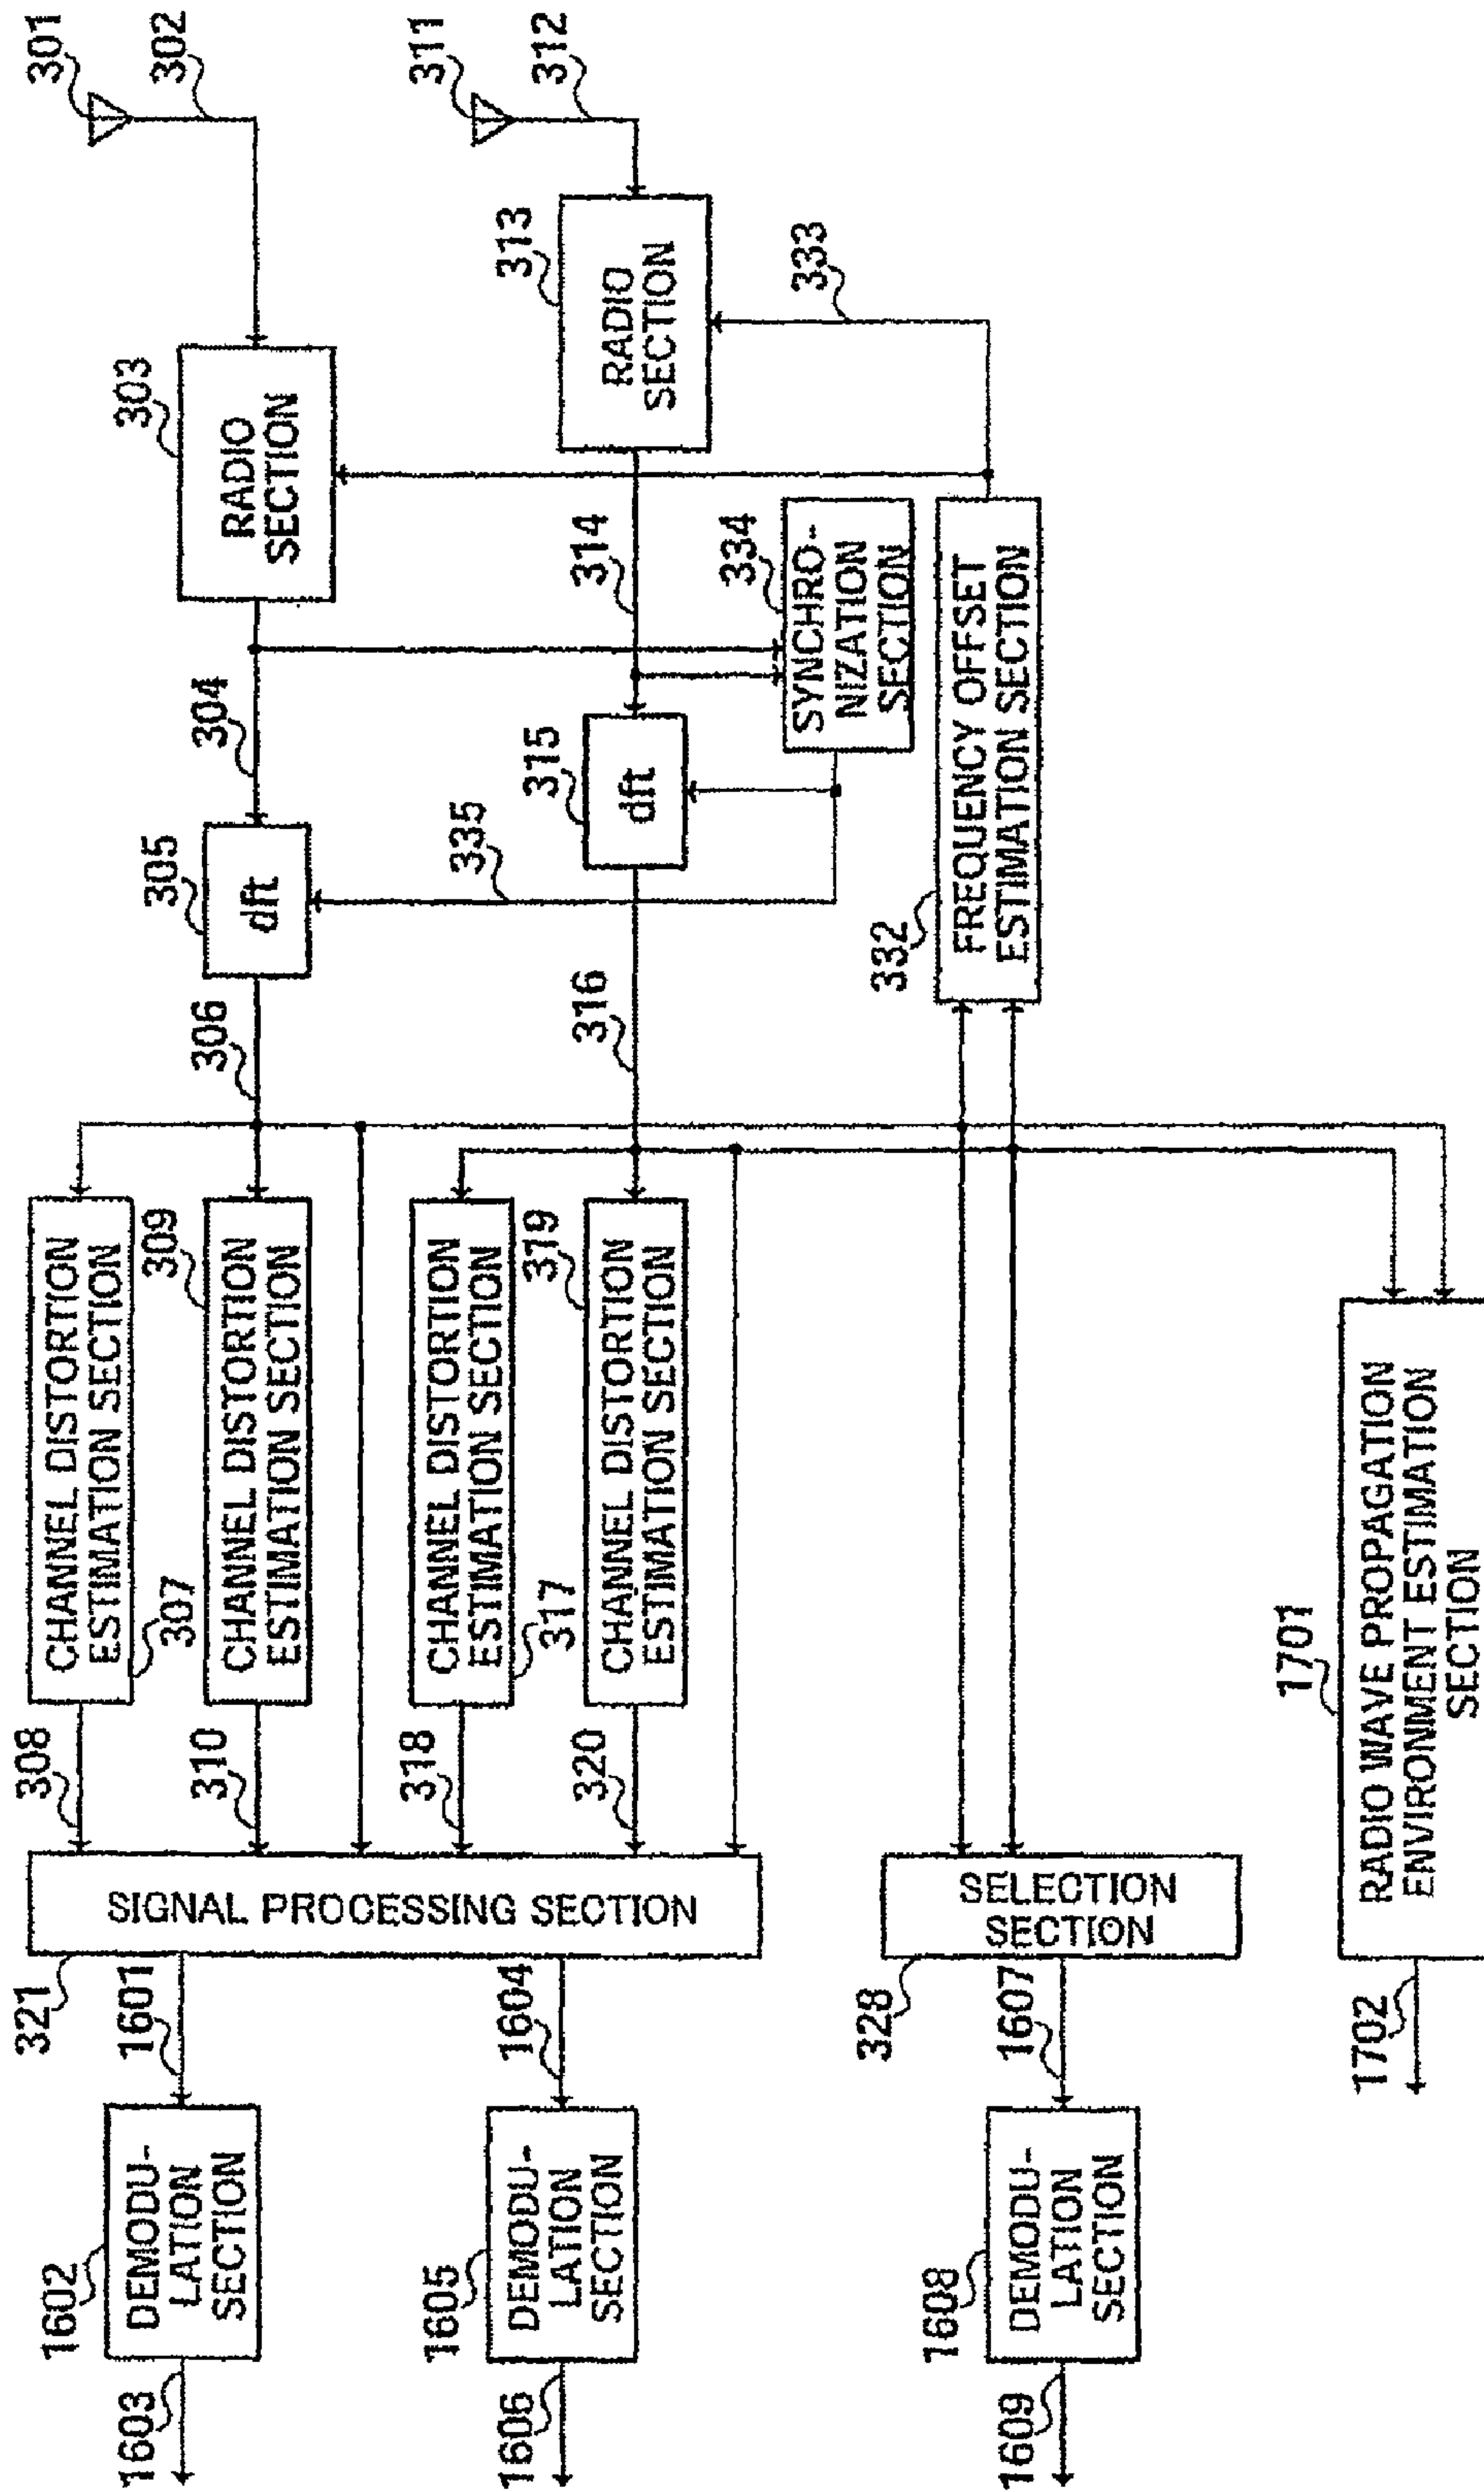 301
302
303
RADIO
SECTION
304
305
dft
306
CHANNEL DISTORTION
ESTIMATION SECTION
307
308
309
CHANNEL DISTORTION
ESTIMATION SECTION
310
311
312
313
RADIO
SECTION
333
314
315
dft
335
316
CHANNEL DISTORTION
ESTIMATION SECTION
317
318
319
CHANNEL DISTORTION
ESTIMATION SECTION
320
334
SYNCHRO-
NIZATION
SECTION
332
FREQUENCY OFFSET
ESTIMATION SECTION
SIGNAL PROCESSING SECTION
321
1601
1602
DEMODU-
LATION
SECTION
1603
1604
1605
DEMODU-
LATION
SECTION
1606
SELECTION
SECTION
328
1607
1608
DEMODU-
LATION
SECTION
1609
1701
RADIO WAVE PROPAGATION
ENVIRONMENT ESTIMATION
SECTION
1702